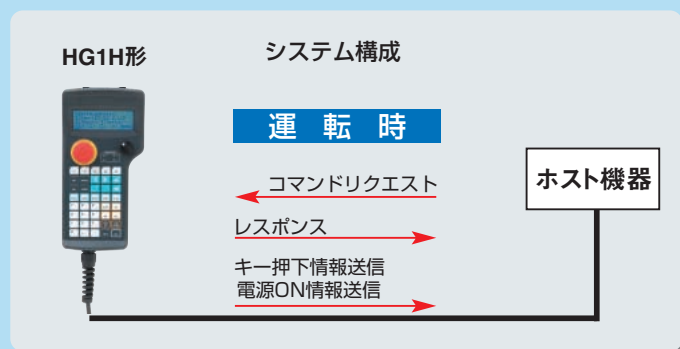 HG1H形
システム構成
運転時
コマンドリクエスト
ホスト機器
レスポンス
キー押下情報送信
電源ON情報送信